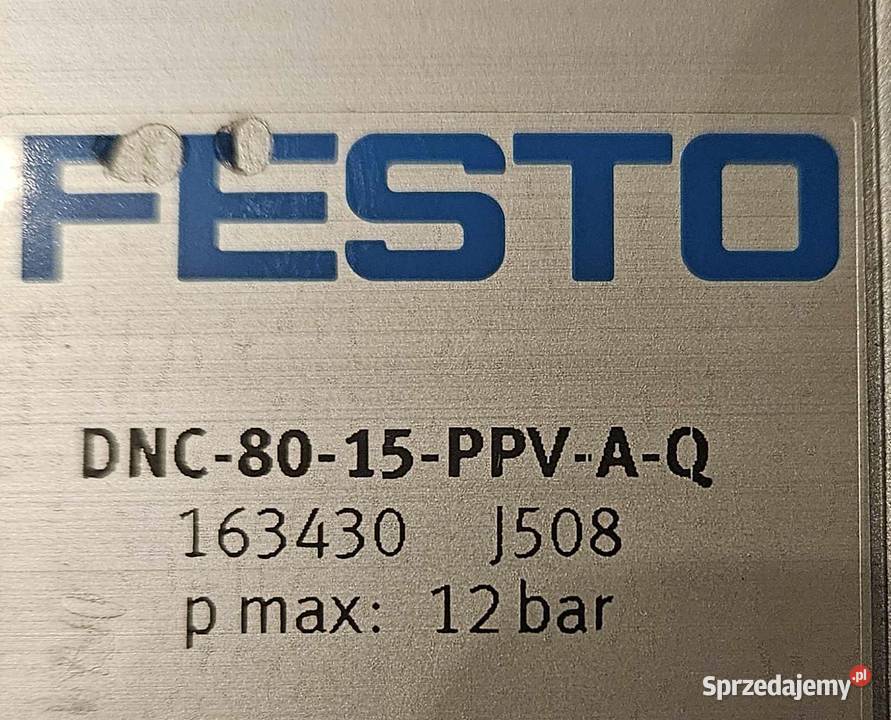 FESTO
DNC-80-15-PPV-A-Q
163430 J508
p max: 12 bar
Sprzedajemy.pl